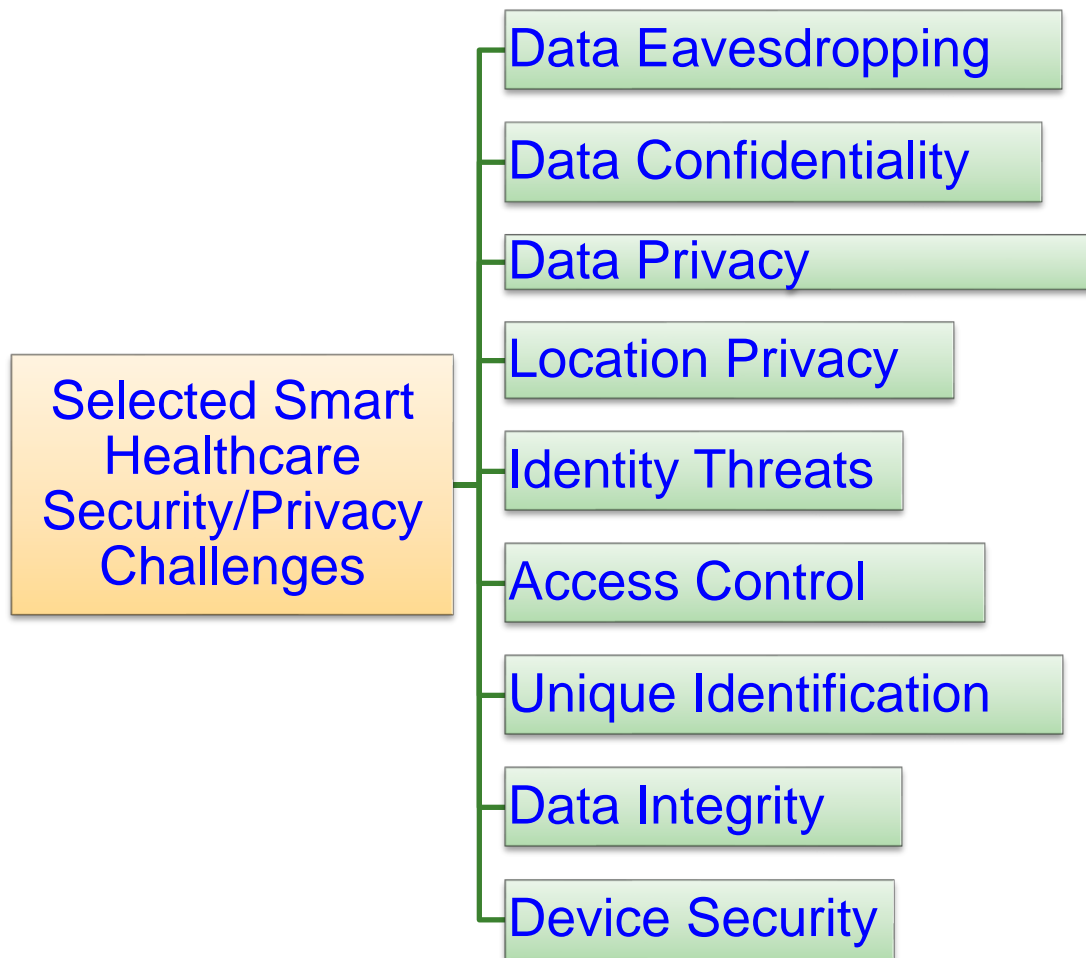 Data Eavesdropping
Data Confidentiality
Data Privacy
Location Privacy
Selected Smart
Healthcare
Security/Privacy
Challenges
Identity Threats
Access Control
Unique Identification
Data Integrity
Device Security